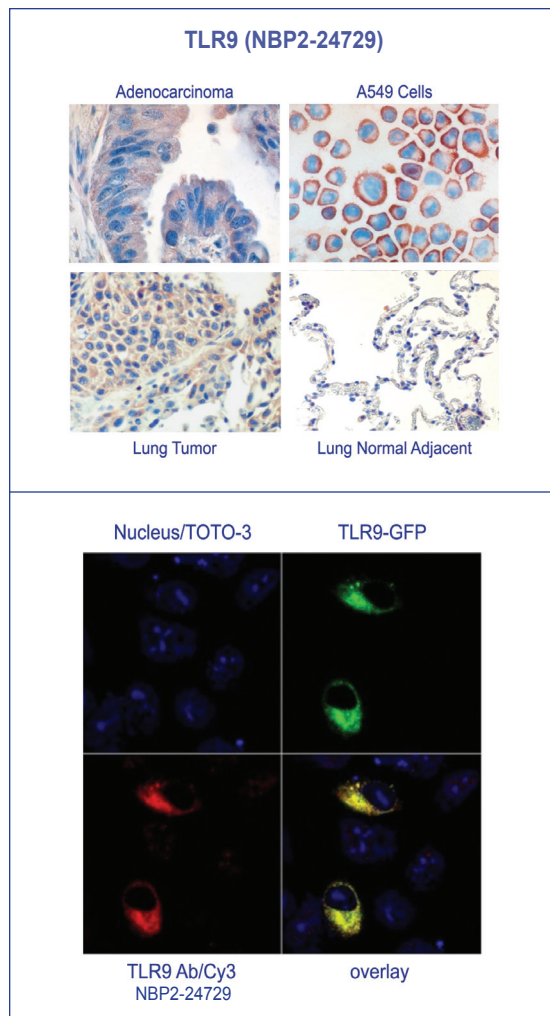 TLR9 (NBP2-24729)
Adenocarcinoma
A549 Cells
Lung Tumor
Lung Normal Adjacent
Nucleus/TOTO-3
TLR9-GFP
TLR9 Ab/Cy3
NBP2-24729
overlay